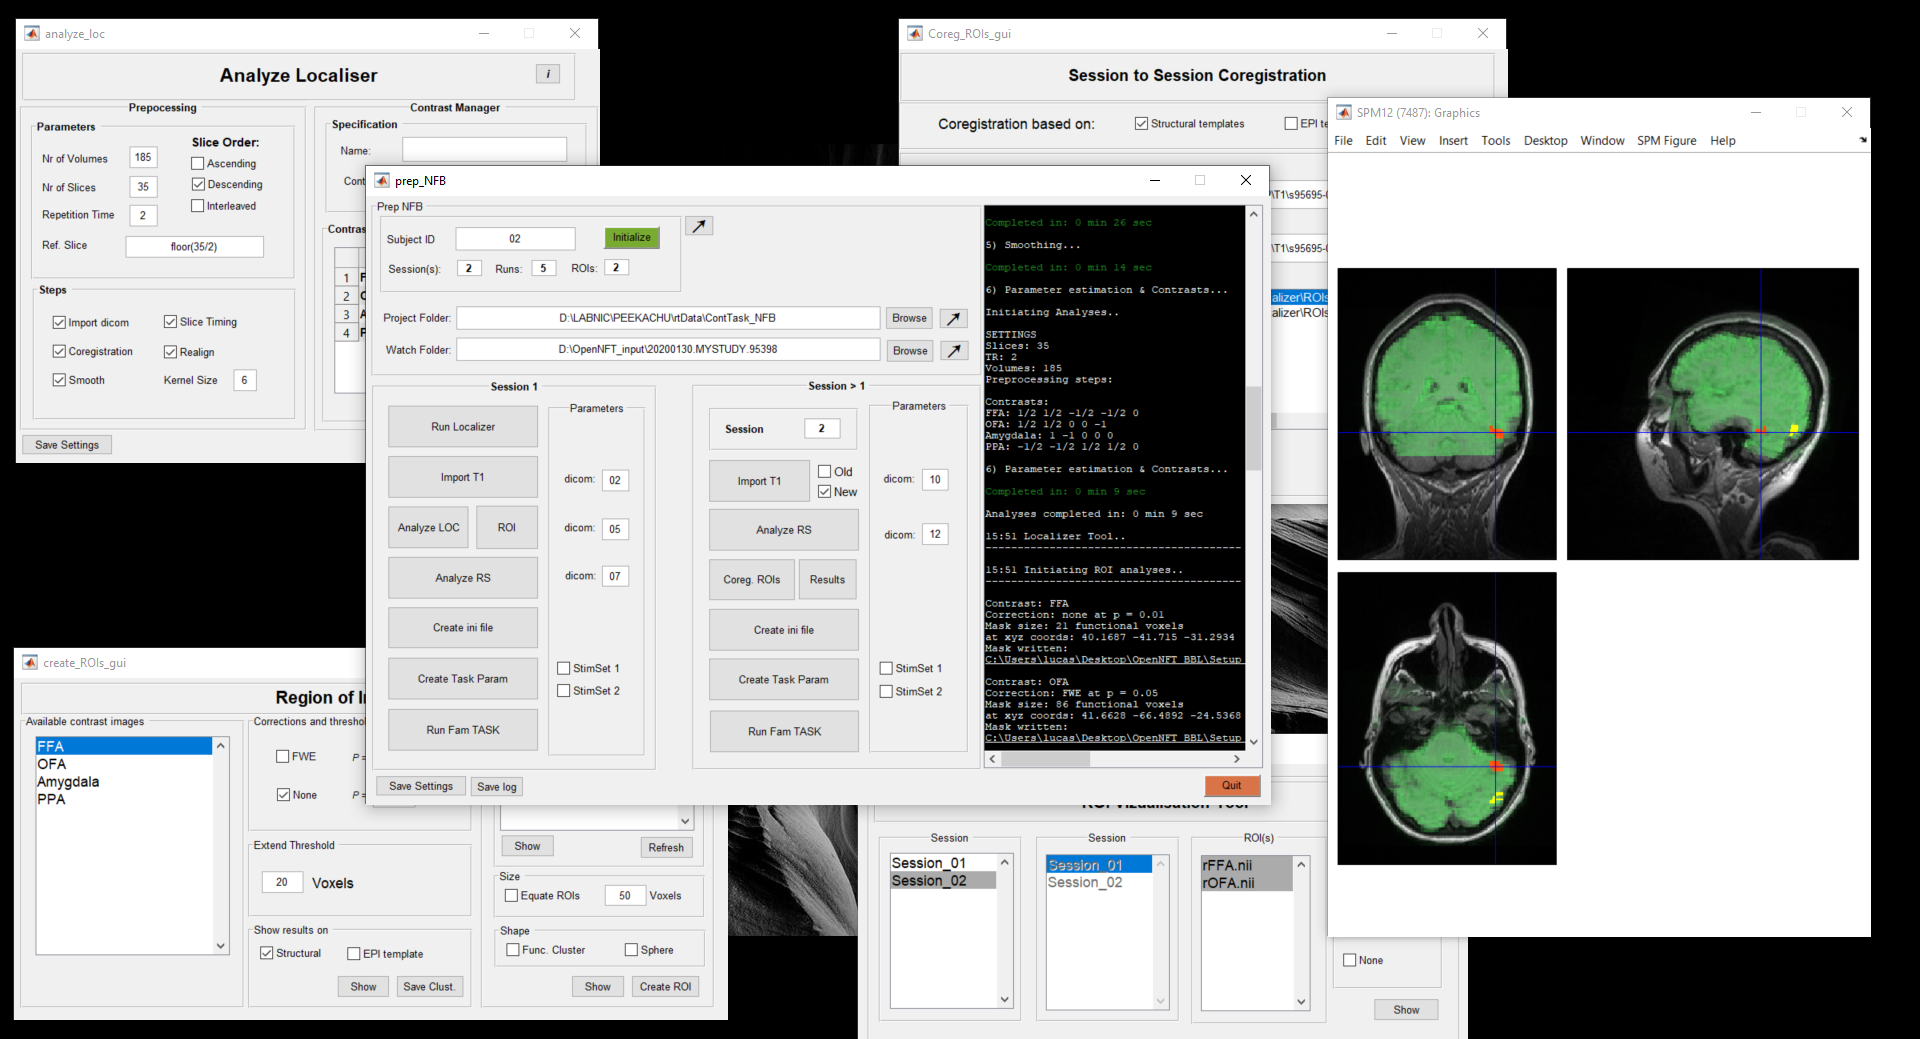 analyze_loc
Analyze Localiser
i
Prepocessing
Parameters
Slice Order:
Nr of Volumes 185
Ascending
Nr of Slices 35
Descending
Repetition Time 2
Interleaved
Ref. Slice floor(35/2)
Steps
Import dicom Slice Timing
Coregistration Realign
Smooth Kernel Size 6
Save Settings
Contrast Manager
Specification
Name:
1
2
3
4
Coreg_ROIs_gui
Session to Session Coregistration
Coregistration based on: Structural templates
SPM12 (7487): Graphics
File Edit View Insert Tools Desktop Window SPM Figure Help
prep_NFB
Prep NFB
Subject ID 02 Initialize
Session(s): 2 Runs: 5 ROIs: 2
Project Folder: D:\LABNIC\PEEKACHU\rtData\ContTask_NFB Browse
Watch Folder: D:\OpenNFT_input\20200130.MYSTUDY.95398 Browse
Session 1
Parameters
Run Localizer
Import T1 dicom: 02
Analyze LOC ROI dicom: 05
Analyze RS dicom: 07
Create ini file
Create Task Param
StimSet 1
StimSet 2
Run Fam TASK
Session > 1
Parameters
Session 2
Import T1 Old New dicom: 10
Analyze RS dicom: 12
Coreg. ROIs Results
Create ini file
Create Task Param
StimSet 1
StimSet 2
Run Fam TASK
Save Settings Save log
Quit
Completed in: 0 min 26 sec
5) Smoothing...
Completed in: 0 min 14 sec
6) Parameter estimation & Contrasts...
Initiating Analyses..
SETTINGS
Slices: 35
TR: 2
Volumes: 185
Preprocessing steps:
Contrasts:
FFA: 1/2 1/2 -1/2 -1/2 0
OFA: 1/2 1/2 0 0 -1
Amygdala: 1 -1 0 0 0
PPA: -1/2 -1/2 1/2 1/2 0
6) Parameter estimation & Contrasts...
Completed in: 0 min 9 sec
Analyses completed in: 0 min 9 sec
15:51 Localizer Tool..
----------------------------------------
15:51 Initiating ROI analyses..
----------------------------------------
Contrast: FFA
Correction: none at p = 0.01
Mask size: 21 functional voxels
at xyz coords: 40.1687 -41.715 -31.2934
Mask written:
C:\Users\lucas\Desktop\OpenNFT_BBL\Setup
Contrast: OFA
Correction: FWE at p = 0.05
Mask size: 86 functional voxels
at xyz coords: 41.6628 -66.4892 -24.5368
Mask written:
C:\Users\lucas\Desktop\OpenNFT_BBL\Setup
create_ROIs_gui
Available contrast images
FFA
OFA
Amygdala
PPA
FWE P =
None P =
Extend Threshold
20 Voxels
Show results on
Structural EPI template
Show Save Clust.
Show Refresh
Size
Equate ROIs 50 Voxels
Shape
Func. Cluster Sphere
Show Create ROI
Session
Session_01
Session_02
Session
Session_01
Session_02
ROI(s)
rFFA.nii
rOFA.nii
None
Show